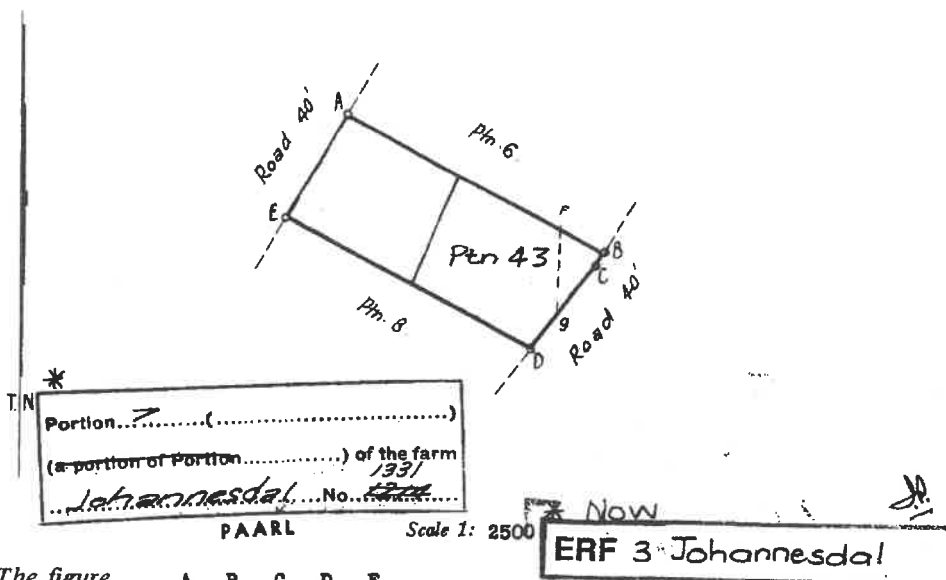 A
Road 40'
Ptn. 6
E
F
B
Ptn 43
C
Ptn. 8
g
Road 40'
D
*
T.N
Portion...7......(..............................)
(a portion of Portion..............) of the farm
1331
Johannesdal...No. 1214
PAARL
Scale 1: 2500
* NOW
ERF 3 Johannesdal
The figure A B C D E